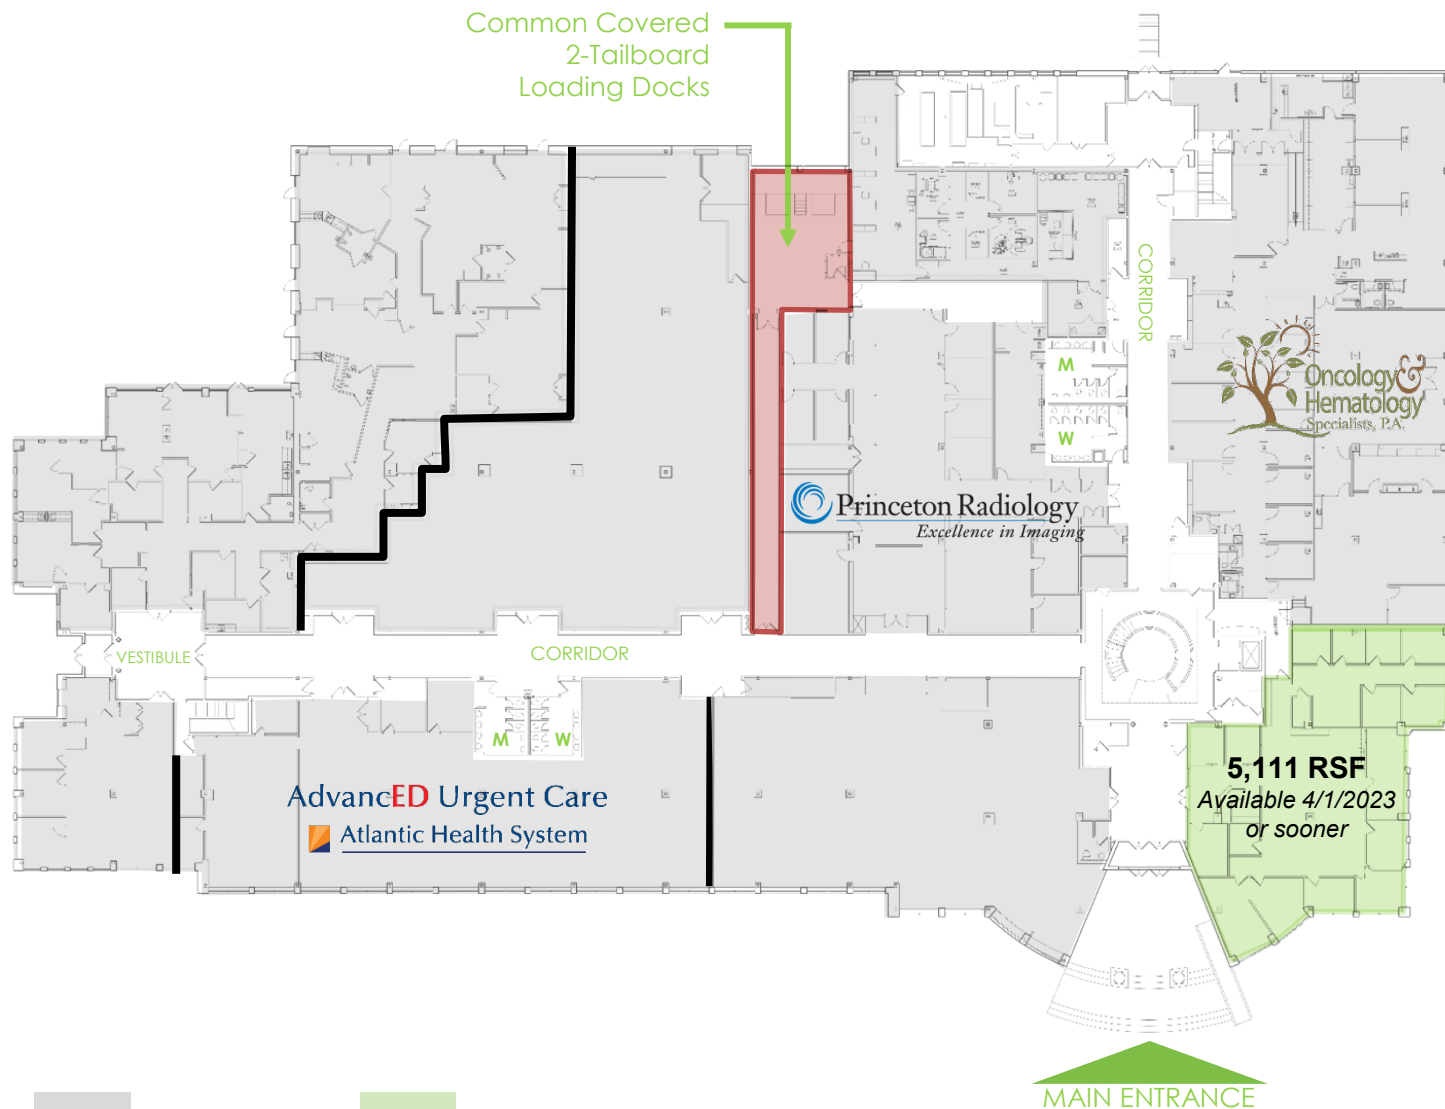 Common Covered
2-Tailboard
Loading Docks
CORRIDOR
M
W
Oncology &
Hematology
Specialists, P.A.
Princeton Radiology
Excellence in Imaging
VESTIBULE
CORRIDOR
M
W
AdvancED Urgent Care
Atlantic Health System
5,111 RSF
Available 4/1/2023
or sooner
MAIN ENTRANCE